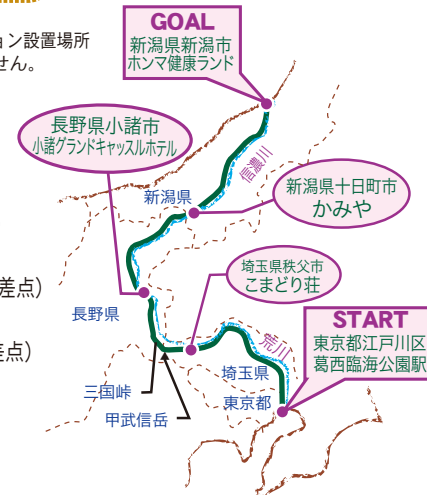 ョン設置場所
せん。
GOAL
新潟県新潟市
ホンマ健康ランド
長野県小諸市
小諸グランドキャッスルホテル
信濃川
新潟県
新潟県十日町市
かみや
差点）
長野県
埼玉県秩父市
こまどり荘
差点）
荒川
START
東京都江戸川区
葛西臨海公園駅
埼玉県
三国峠
東京都
甲武信岳